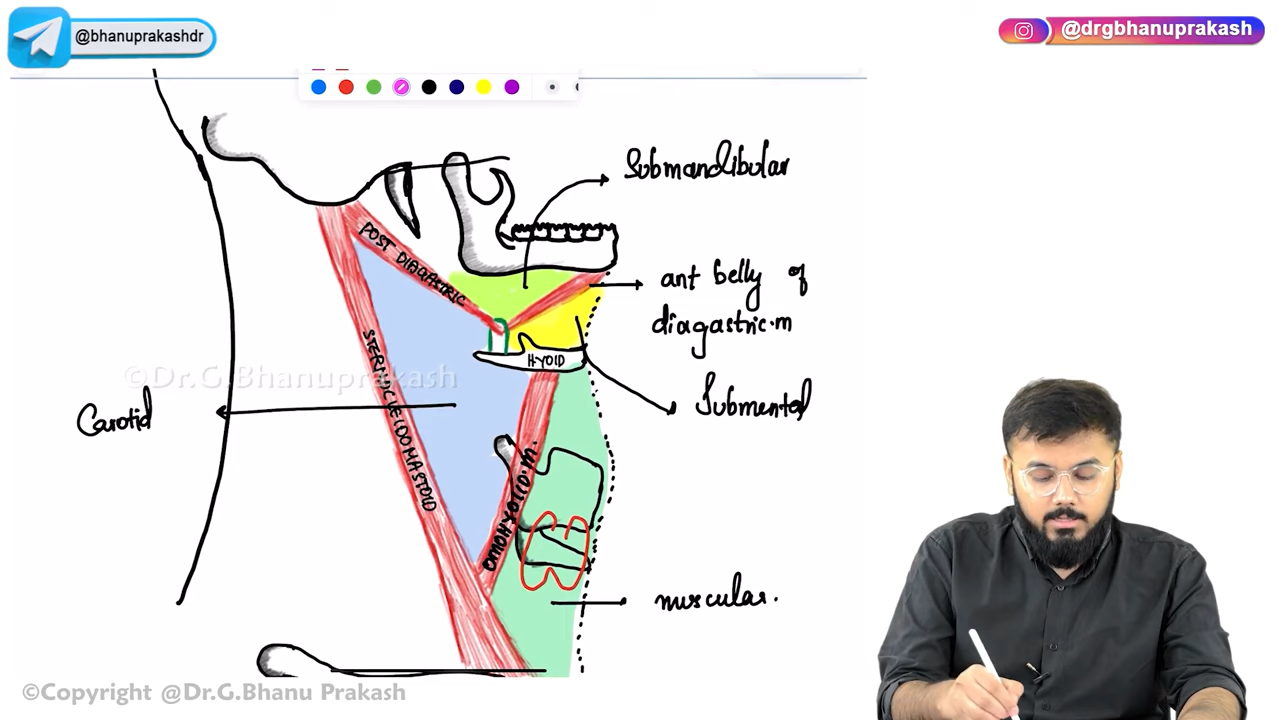 @bhanuprakashdr
@drgbhanuprakash
Submandibular
POST DIAGASTRIC
ant belly of
diagastric.m
HYOID
STERNOCLEIDOMASTOID
©Dr.G.Bhanuprakash
Carotid
Submental
OMOHYOID.m.
muscular.
©Copyright @Dr.G.Bhanu Prakash